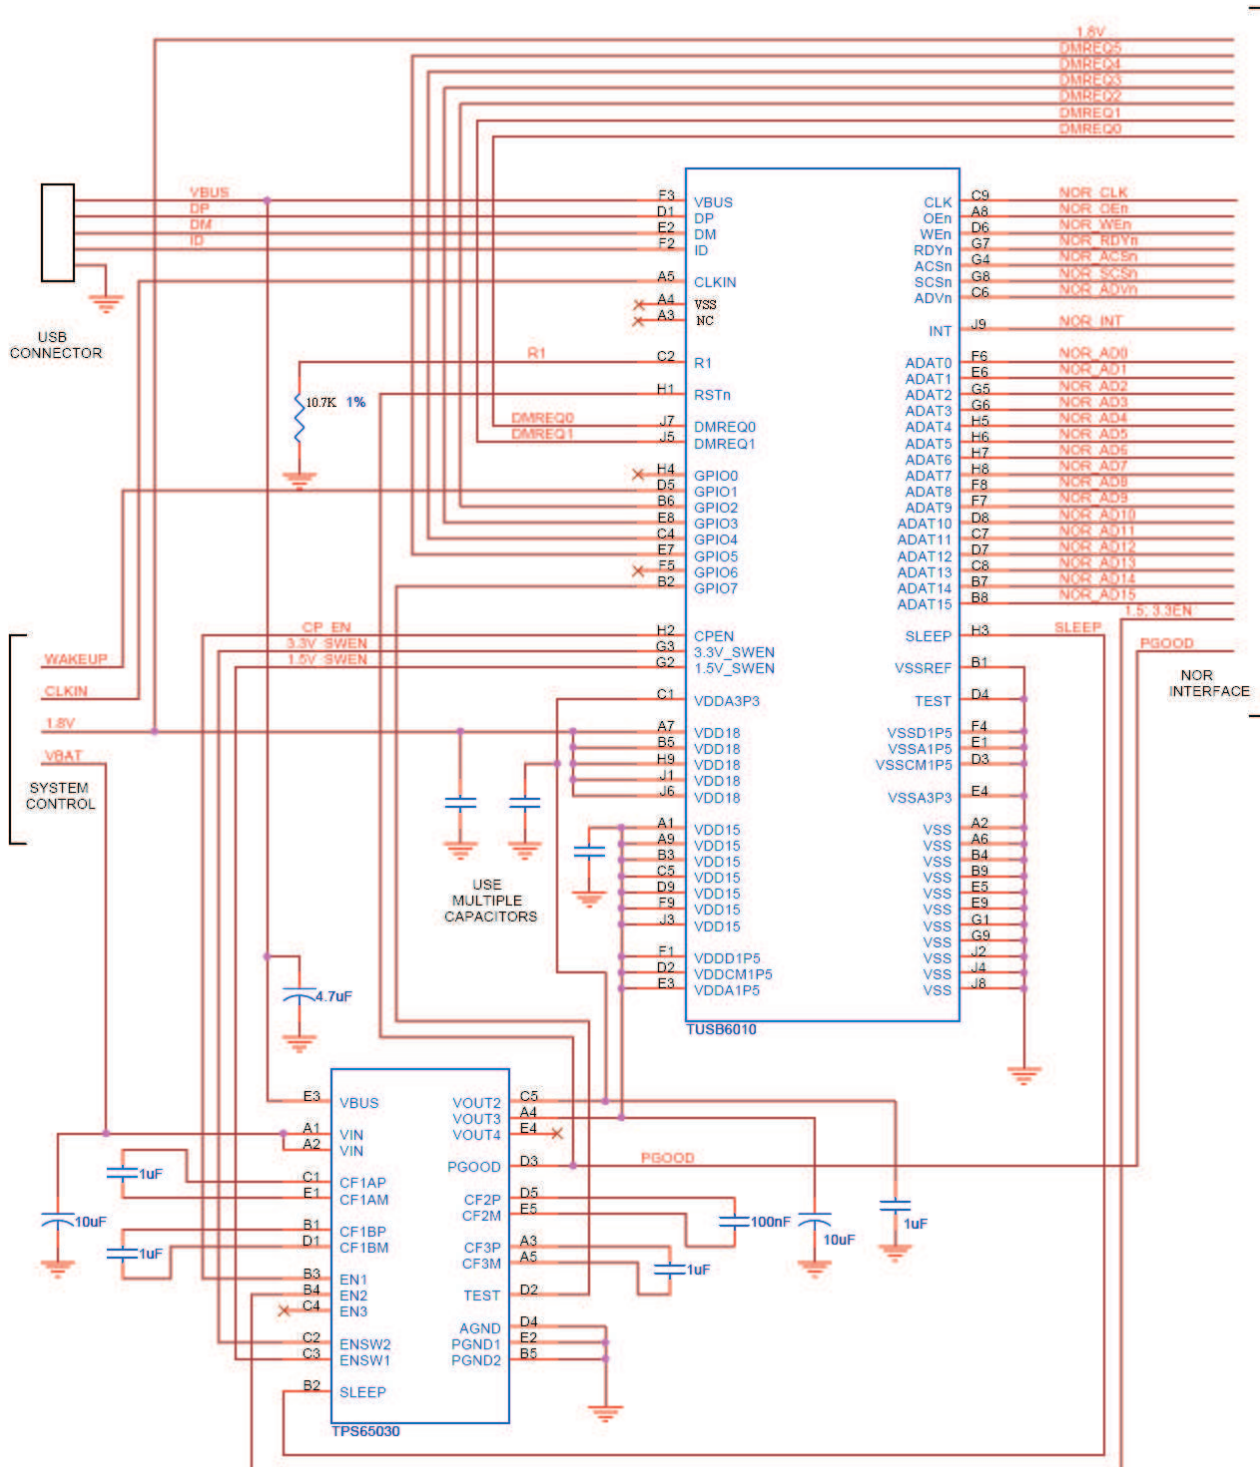 1.8V
DMREQ5
DMREQ4
DMREQ3
DMREQ2
DMREQ1
DMREQ0
VBUS
DP
DM
ID
USB
CONNECTOR
F3 VBUS
D1 DP
E2 DM
F2 ID
A5 CLKIN
A4 VSS
A3 NC
R1 C2 R1
10.7K 1%
H1 RSTn
DMREQ0 J7 DMREQ0
DMREQ1 J5 DMREQ1
H4 GPIO0
D5 GPIO1
B6 GPIO2
E8 GPIO3
C4 GPIO4
E7 GPIO5
F5 GPIO6
B2 GPIO7
CP_EN H2 CPEN
3.3V_SWEN G3 3.3V_SWEN
1.5V_SWEN G2 1.5V_SWEN
C1 VDDA3P3
A7 VDD18
B5 VDD18
H9 VDD18
J1 VDD18
J6 VDD18
A1 VDD15
A9 VDD15
B3 VDD15
C5 VDD15
D9 VDD15
F9 VDD15
J3 VDD15
F1 VDDD1P5
D2 VDDCM1P5
E3 VDDA1P5
CLK C9 NOR_CLK
OEn A8 NOR_OEn
WEn D6 NOR_WEn
RDYn G7 NOR_RDYn
ACSn G4 NOR_ACSn
SCSn G8 NOR_SCSn
ADVn C6 NOR_ADVn
INT J9 NOR_INT
ADAT0 F6 NOR_AD0
ADAT1 E6 NOR_AD1
ADAT2 G5 NOR_AD2
ADAT3 G6 NOR_AD3
ADAT4 H5 NOR_AD4
ADAT5 H6 NOR_AD5
ADAT6 H7 NOR_AD6
ADAT7 H8 NOR_AD7
ADAT8 F8 NOR_AD8
ADAT9 F7 NOR_AD9
ADAT10 D8 NOR_AD10
ADAT11 C7 NOR_AD11
ADAT12 D7 NOR_AD12
ADAT13 C8 NOR_AD13
ADAT14 B7 NOR_AD14
ADAT15 B8 NOR_AD15
1.5, 3.3EN
SLEEP H3 SLEEP
PGOOD
VSSREF B1
TEST D4
VSSD1P5 F4
VSSA1P5 E1
VSSCM1P5 D3
VSSA3P3 E4
VSS A2
VSS A6
VSS B4
VSS B9
VSS E5
VSS E9
VSS G1
VSS G9
VSS J2
VSS J4
VSS J8
TUSB6010
NOR
INTERFACE
WAKEUP
CLKIN
1.8V
VBAT
SYSTEM
CONTROL
USE
MULTIPLE
CAPACITORS
4.7uF
E3 VBUS
A1 VIN
A2 VIN
C1 CF1AP
E1 CF1AM
B1 CF1BP
D1 CF1BM
B3 EN1
B4 EN2
C4 EN3
C2 ENSW2
C3 ENSW1
B2 SLEEP
1uF
10uF
1uF
VOUT2 C5
VOUT3 A4
VOUT4 E4
PGOOD D3 PGOOD
CF2P D5
CF2M E5
CF3P A3
CF3M A5
TEST D2
AGND D4
PGND1 E2
PGND2 B5
100nF
10uF
1uF
1uF
TPS65030